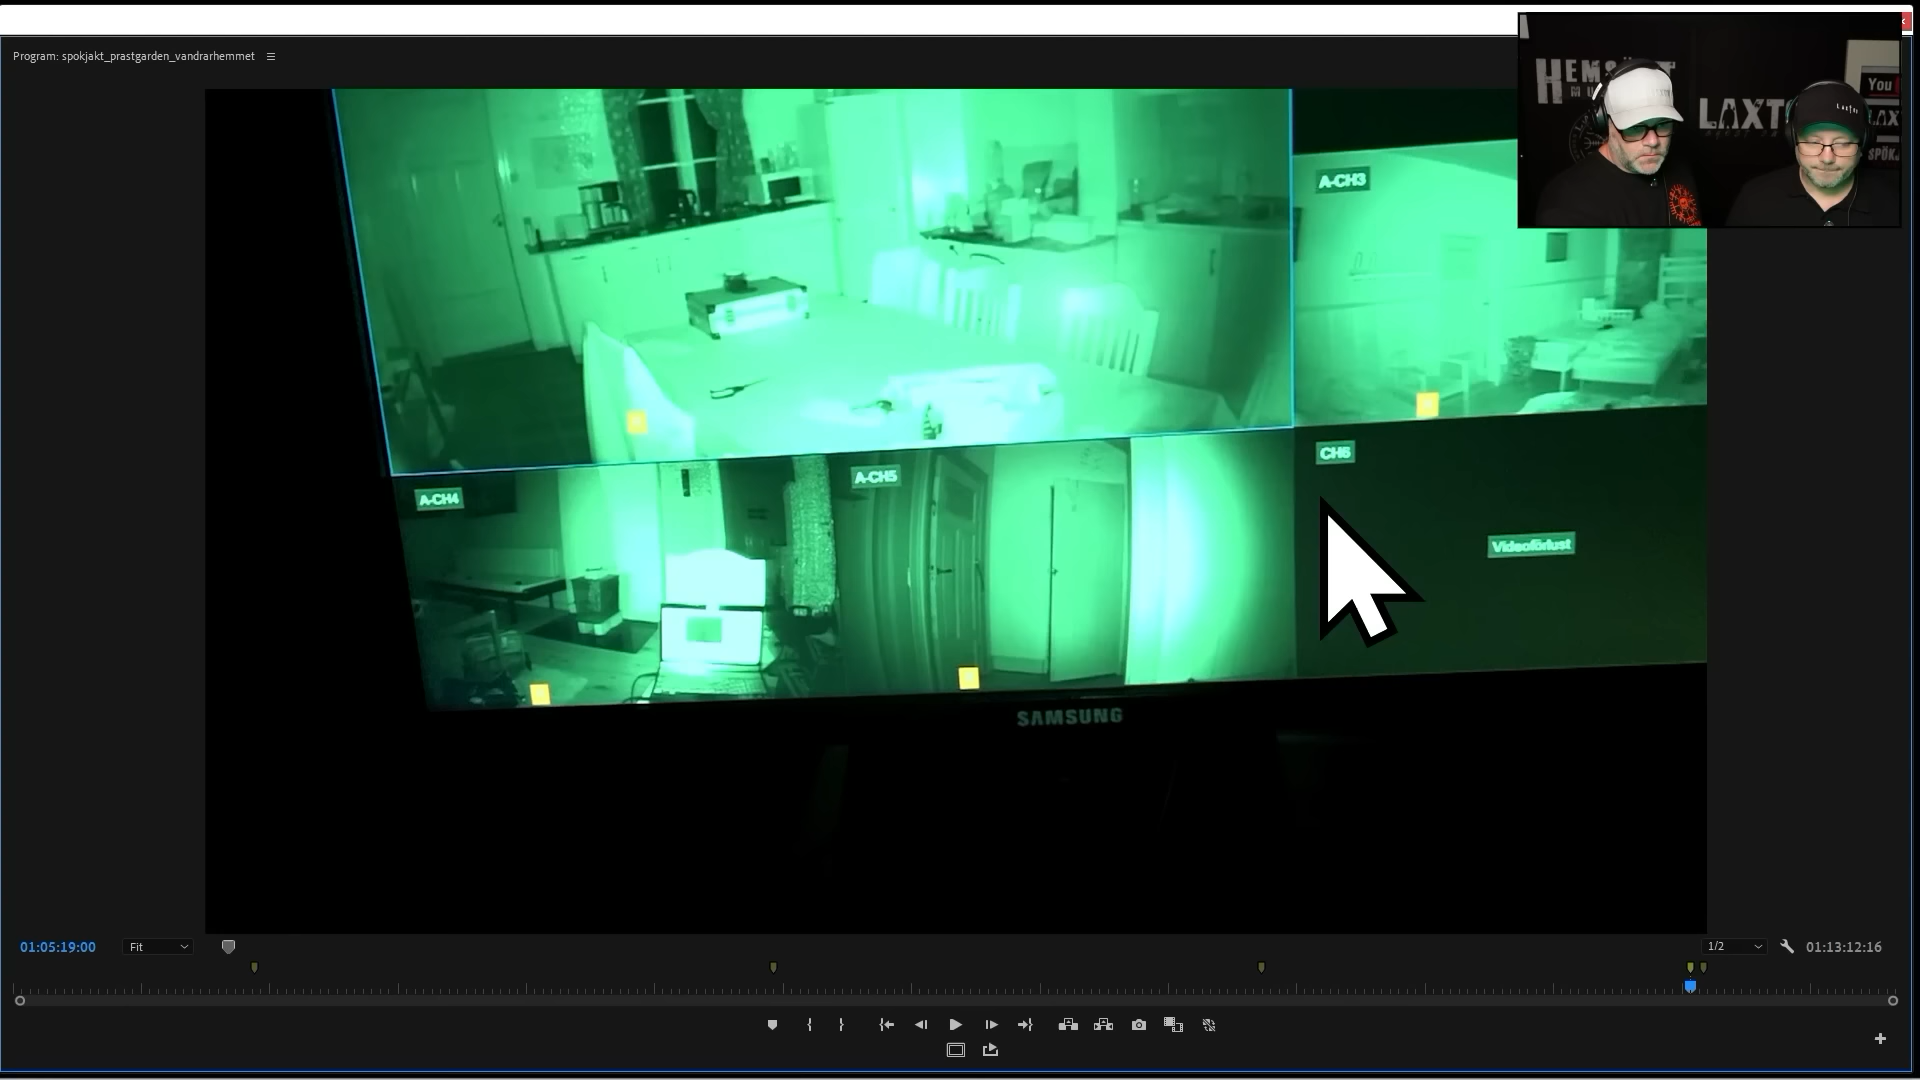 Program: spokjakt_prastgarden_vandrarhemmet
You
LAXT
A-CH3
CH6
A-CH5
A-CH4
Videoförlust
SAMSUNG
01:05:19:00
Fit
1/2
01:13:12:16